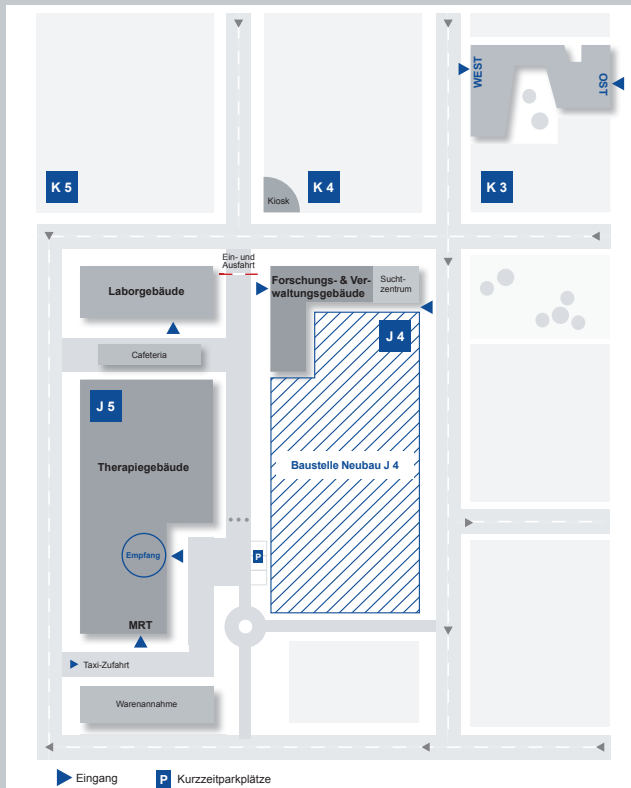 WEST
OST
K 5
K 4
K 3
Kiosk
Ein- und
Ausfahrt
Laborgebäude
Forschungs- & Ver-
waltungsgebäude
Sucht-
zentrum
J 4
Cafeteria
J 5
Therapiegebäude
Baustelle Neubau J 4
Empfang
P
MRT
Taxi-Zufahrt
Warenannahme
Eingang
P Kurzzeitparkplätze